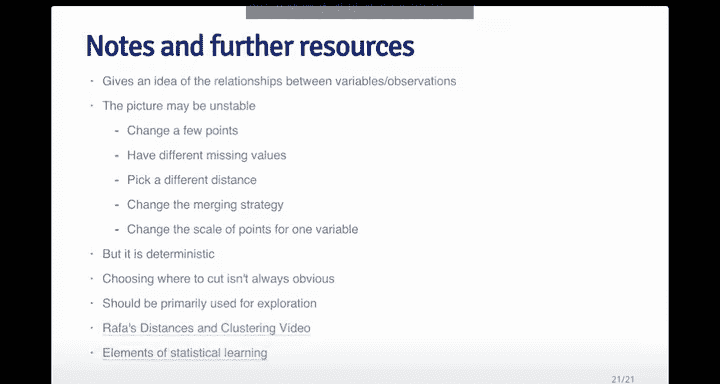 Notes and further resources
· Gives an idea of the relationships between variables/observations
· The picture may be unstable
- Change a few points
- Have different missing values
- Pick a different distance
- Change the merging strategy
- Change the scale of points for one variable
· But it is deterministic
· Choosing where to cut isn't always obvious
· Should be primarily used for exploration
· Rafa's Distances and Clustering Video
· Elements of statistical learning
21/21